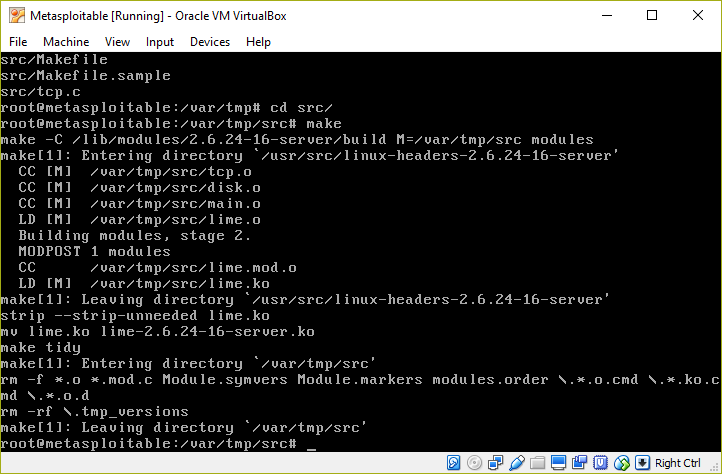 Metasploitable [Running] - Oracle VM VirtualBox
File Machine View Input Devices Help
src/Makefile
src/Makefile.sample
src/tcp.c
root@metasploitable:/var/tmp# cd src/
root@metasploitable:/var/tmp/src# make
make -C /lib/modules/2.6.24-16-server/build M=/var/tmp/src modules
make[1]: Entering directory `/usr/src/linux-headers-2.6.24-16-server'
  CC [M]  /var/tmp/src/tcp.o
  CC [M]  /var/tmp/src/disk.o
  CC [M]  /var/tmp/src/main.o
  LD [M]  /var/tmp/src/lime.o
  Building modules, stage 2.
  MODPOST 1 modules
  CC      /var/tmp/src/lime.mod.o
  LD [M]  /var/tmp/src/lime.ko
make[1]: Leaving directory `/usr/src/linux-headers-2.6.24-16-server'
strip --strip-unneeded lime.ko
mv lime.ko lime-2.6.24-16-server.ko
make tidy
make[1]: Entering directory `/var/tmp/src'
rm -f *.o *.mod.c Module.symvers Module.markers modules.order \.*.o.cmd \.*.ko.c
md \.*.o.d
rm -rf \.tmp_versions
make[1]: Leaving directory `/var/tmp/src'
root@metasploitable:/var/tmp/src# _
Right Ctrl